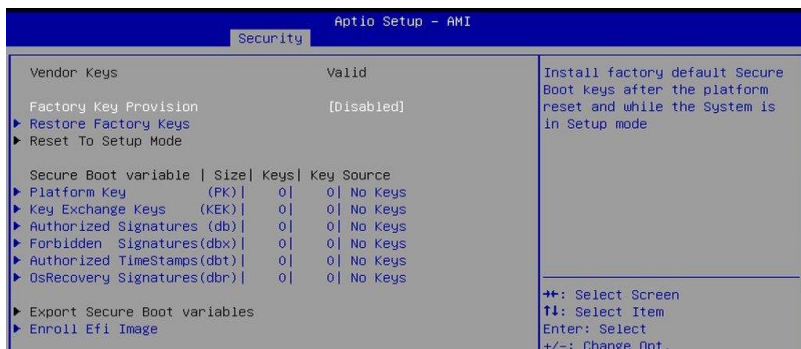 Aptio Setup – AMI
Security
Vendor Keys Valid
Factory Key Provision [Disabled]
Restore Factory Keys
Reset To Setup Mode
Secure Boot variable | Size| Keys| Key Source
Platform Key (PK)| 0| 0| No Keys
Key Exchange Keys (KEK)| 0| 0| No Keys
Authorized Signatures (db)| 0| 0| No Keys
Forbidden Signatures(dbx)| 0| 0| No Keys
Authorized TimeStamps(dbt)| 0| 0| No Keys
OsRecovery Signatures(dbr)| 0| 0| No Keys
Export Secure Boot variables
Enroll Efi Image
Install factory default Secure
Boot keys after the platform
reset and while the System is
in Setup mode
→←: Select Screen
↑↓: Select Item
Enter: Select
+/-: Change Opt.